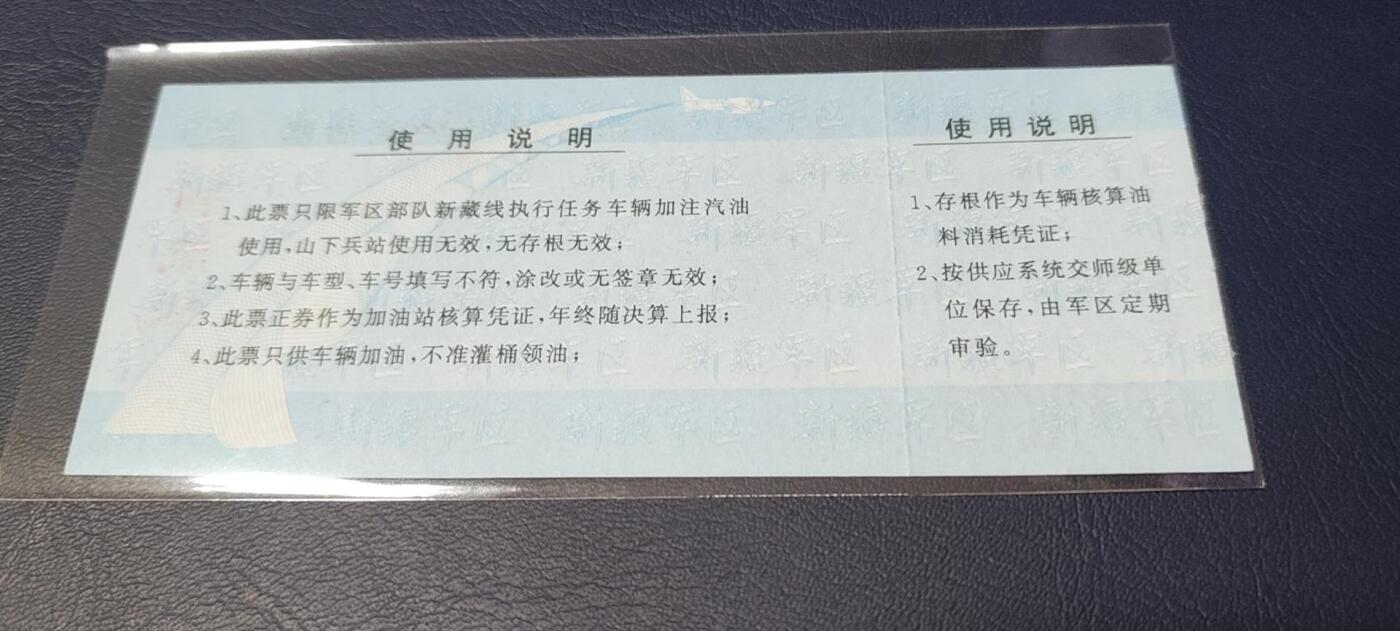 使用说明
1、此票只限军区部队新藏线执行任务车辆加注汽油
使用,山下兵站使用无效,无存根无效;
2、车辆与车型、车号填写不符,涂改或无签章无效;
3、此票正券作为加油站核算凭证,年终随决算上报;
4、此票只供车辆加油,不准灌桶领油;
使用说明
1、存根作为车辆核算油
料消耗凭证;
2、按供应系统交师级单
位保存,由军区定期
审验。
新疆军区